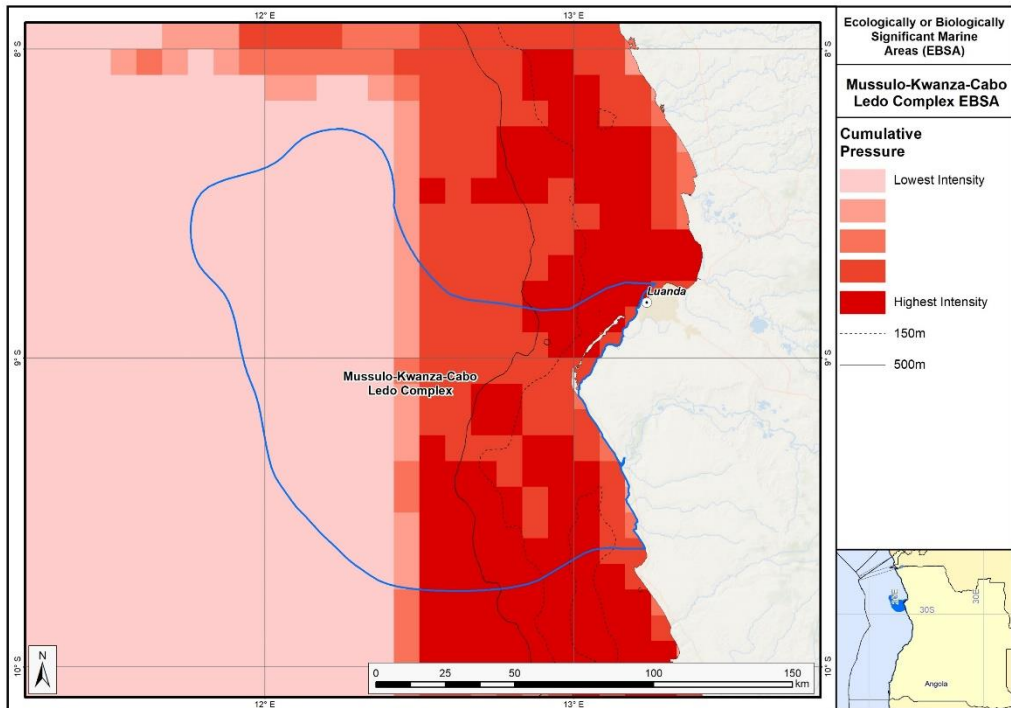 12° E
13° E
8° S
8° S
Luanda
9° S
9° S
Mussulo-Kwanza-Cabo
Ledo Complex
10° S
10° S
N
0 25 50 100 150
km
12° E
13° E
Ecologically or Biologically
Significant Marine
Areas (EBSA)
Mussulo-Kwanza-Cabo
Ledo Complex EBSA
Cumulative
Pressure
Lowest Intensity
Highest Intensity
150m
500m
30E
30S
Angola